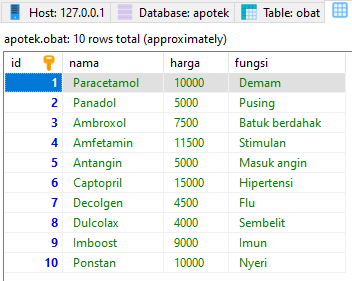 Host: 127.0.0.1 Database: apotek Table: obat
apotek.obat: 10 rows total (approximately)
id nama harga fungsi
1 Paracetamol 10000 Demam
2 Panadol 5000 Pusing
3 Ambroxol 7500 Batuk berdahak
4 Amfetamin 11500 Stimulan
5 Antangin 5000 Masuk angin
6 Captopril 15000 Hipertensi
7 Decolgen 4500 Flu
8 Dulcolax 4000 Sembelit
9 Imboost 9000 Imun
10 Ponstan 10000 Nyeri